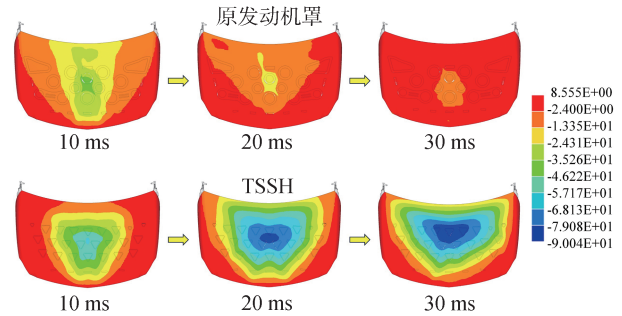 原发动机罩
10 ms
20 ms
30 ms
TSSH
10 ms
20 ms
30 ms
8.555E+00
-2.400E+00
-1.335E+01
-2.431E+01
-3.526E+01
-4.622E+01
-5.717E+01
-6.813E+01
-7.908E+01
-9.004E+01